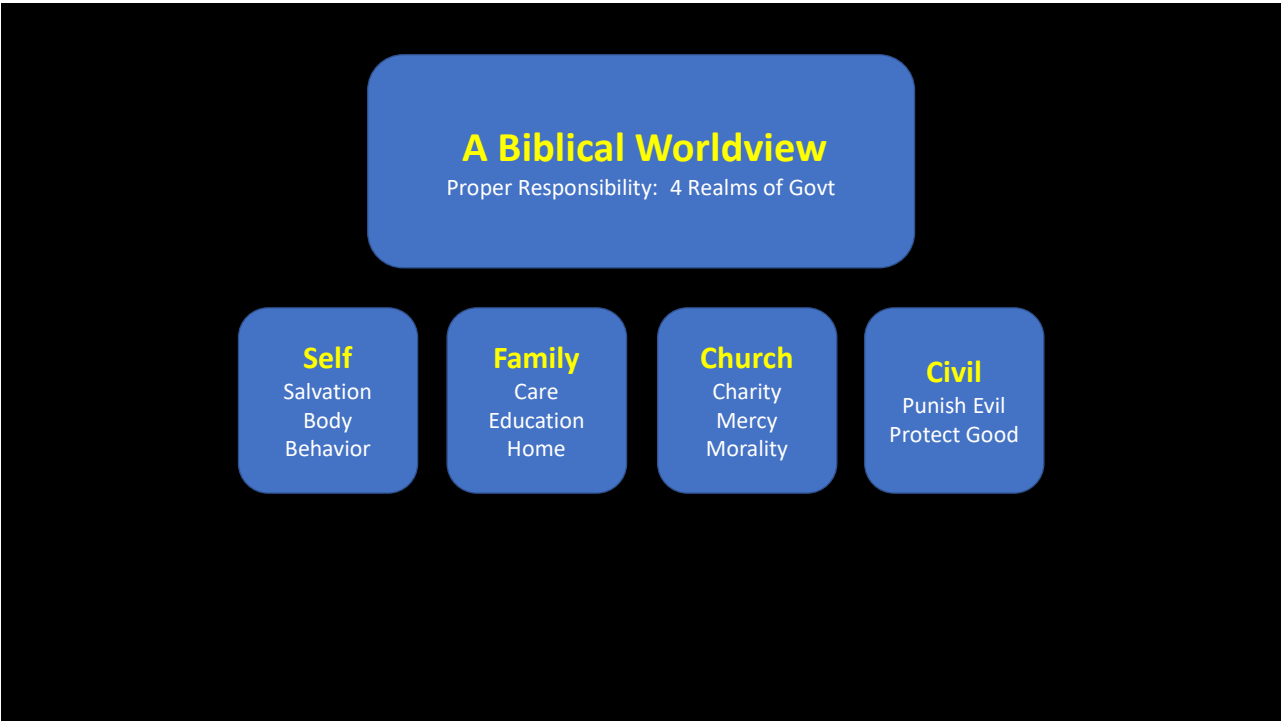 A Biblical Worldview
Proper Responsibility:  4 Realms of Govt
Self
Salvation
Body
Behavior
Family
Care
Education
Home
Church
Charity
Mercy
Morality
Civil
Punish Evil
Protect Good